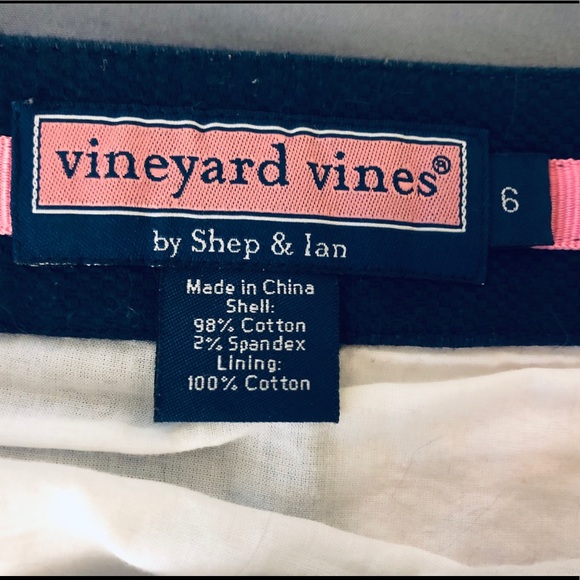 vineyard vines®
by Shep & Ian
6
Made in China
Shell:
98% Cotton
2% Spandex
Lining:
100% Cotton